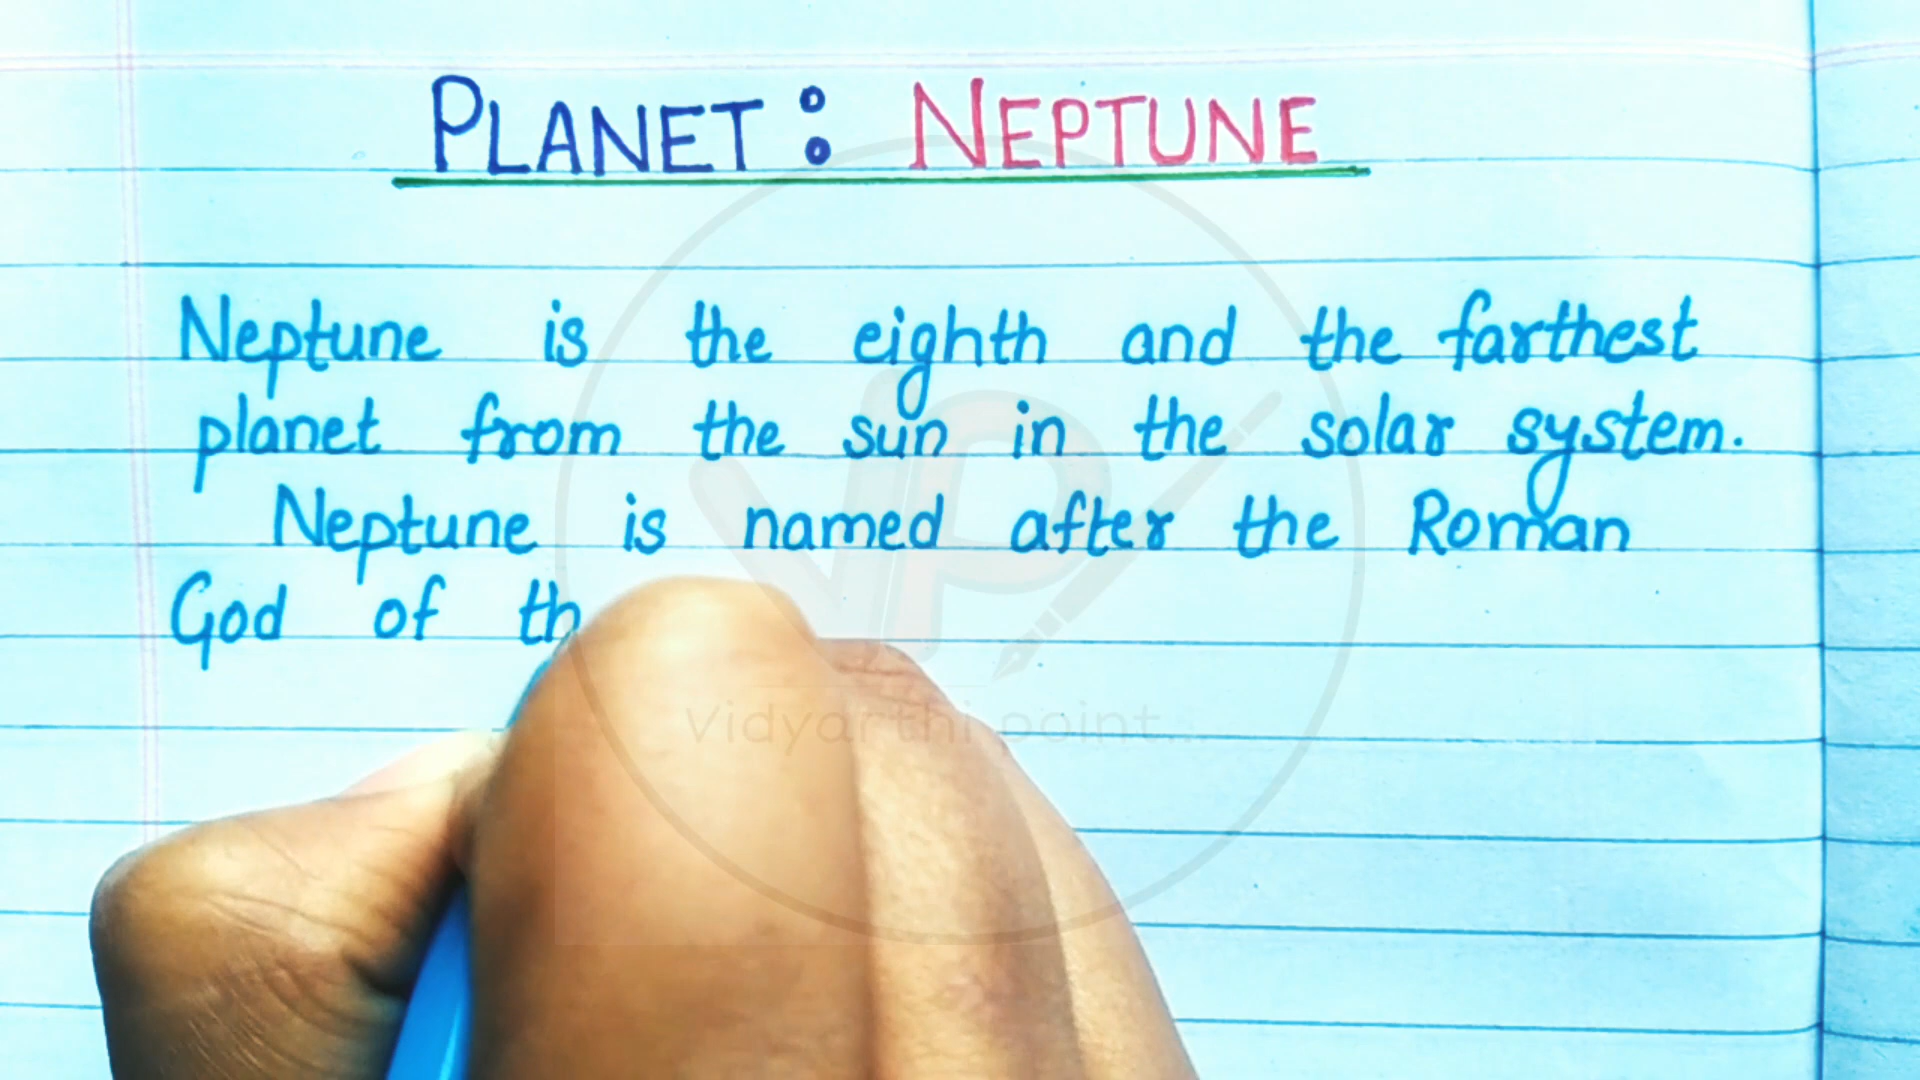 PLANET: NEPTUNE
Neptune is the eighth and the farthest
planet from the sun in the solar system.
Neptune is named after the Roman
God of th
Vidyarthi point...